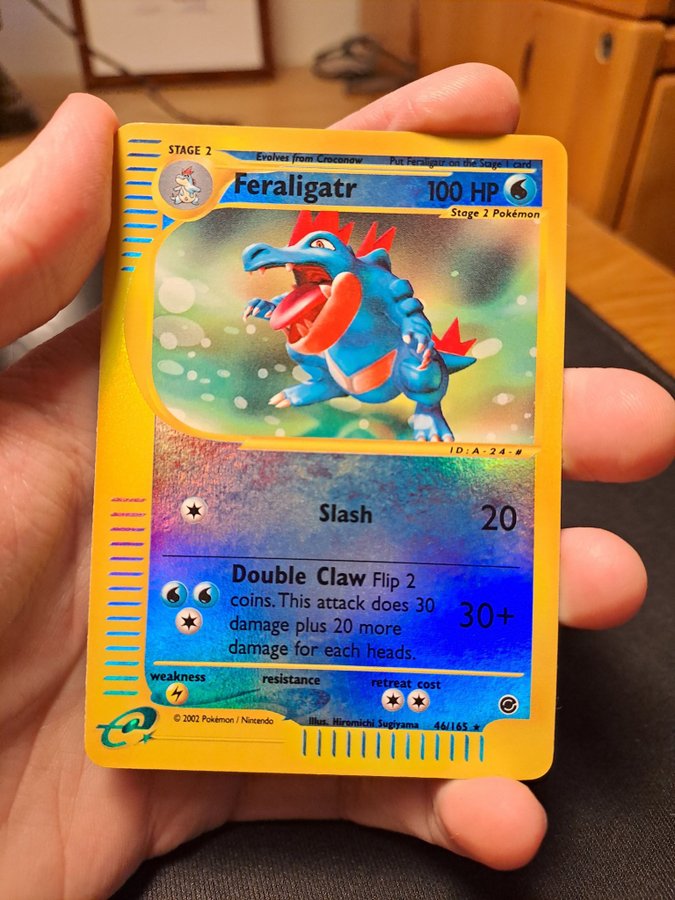 STAGE 2
Evolves from Croconaw
Put Feraligatr on the Stage 1 card
Feraligatr 100 HP
Stage 2 Pokémon
ID:A-24-#
Slash 20
Double Claw Flip 2
coins. This attack does 30
damage plus 20 more
damage for each heads.
30+
weakness resistance retreat cost
© 2002 Pokémon / Nintendo
Illus. Hiromichi Sugiyama 46/165 ★
e